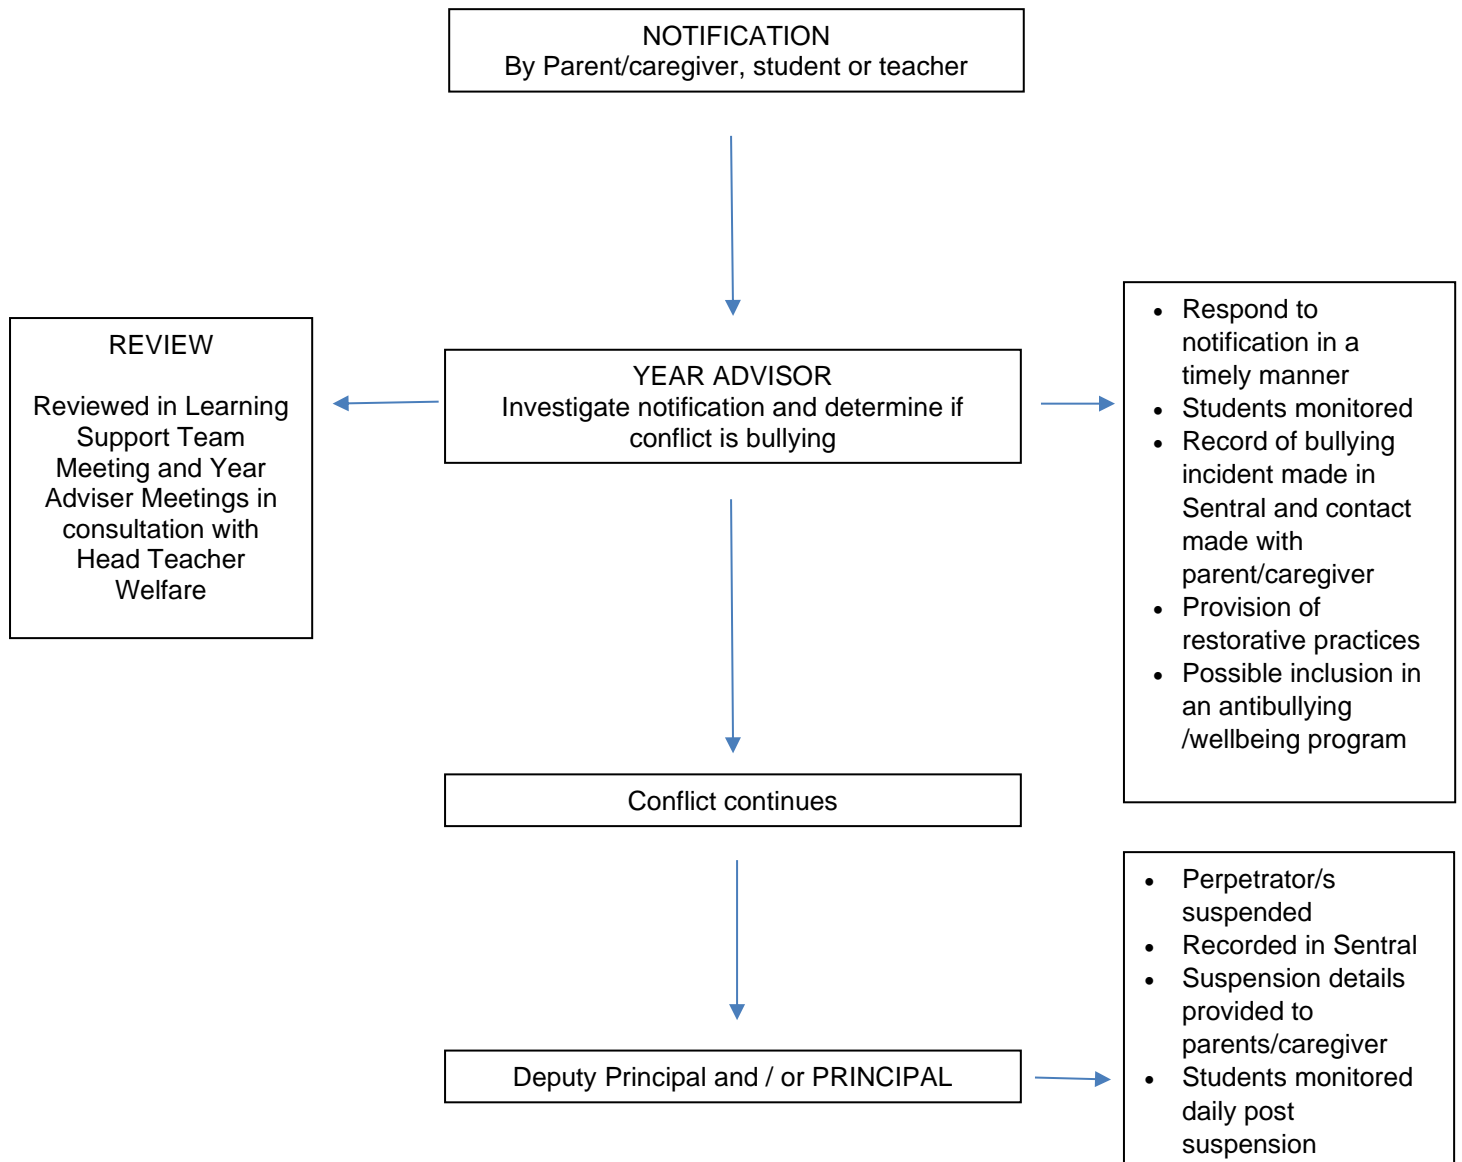 NOTIFICATION
By Parent/caregiver, student or teacher
REVIEW
Reviewed in Learning
Support Team
Meeting and Year
Adviser Meetings in
consultation with
Head Teacher
Welfare
YEAR ADVISOR
Investigate notification and determine if
conflict is bullying
• Respond to
notification in a
timely manner
• Students monitored
• Record of bullying
incident made in
Sentral and contact
made with
parent/caregiver
• Provision of
restorative practices
• Possible inclusion in
an antibullying
/wellbeing program
Conflict continues
Deputy Principal and / or PRINCIPAL
• Perpetrator/s
suspended
• Recorded in Sentral
• Suspension details
provided to
parents/caregiver
• Students monitored
daily post
suspension